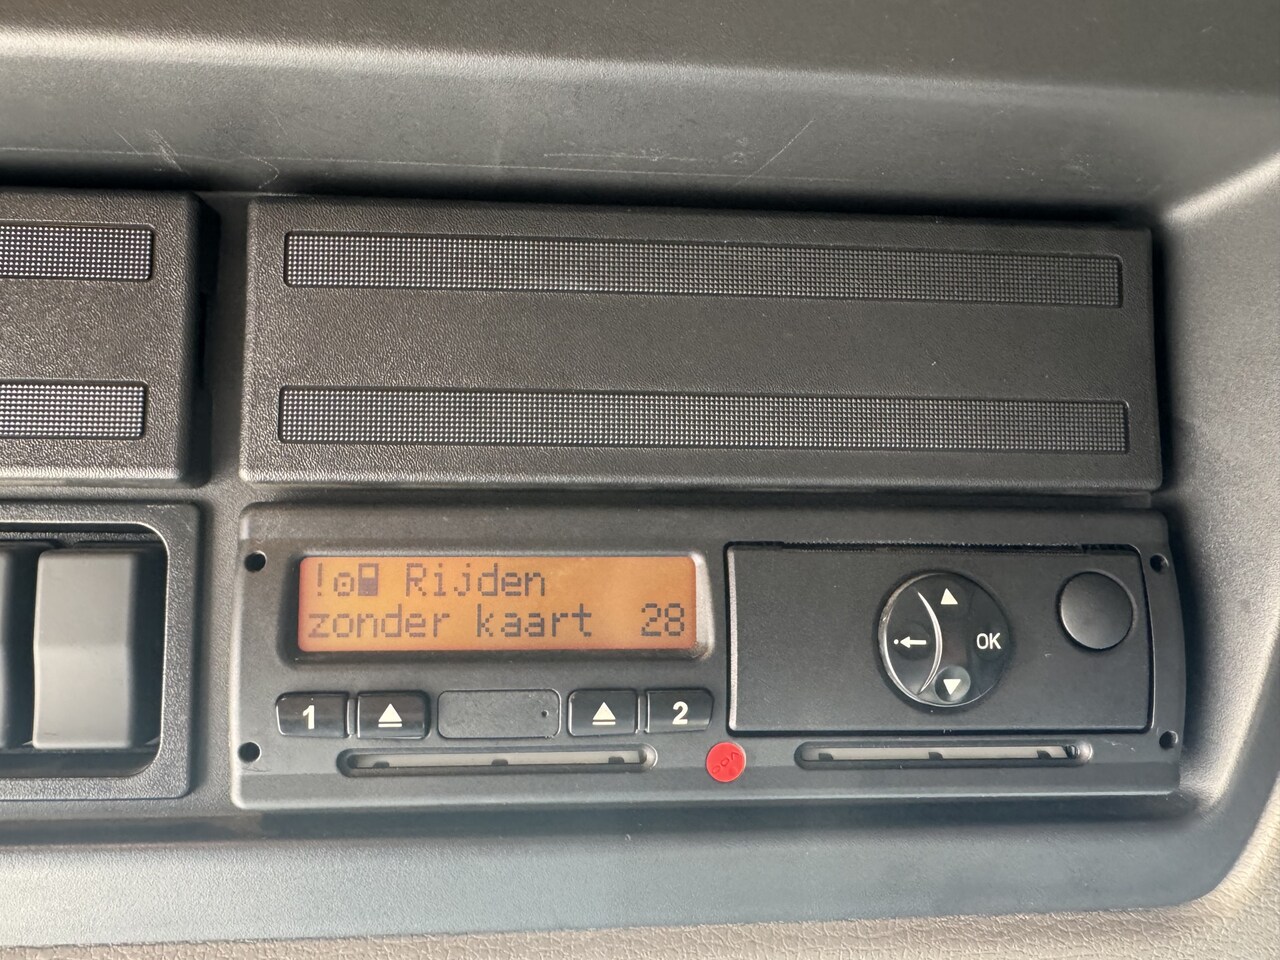 ! Rijden
zonder kaart 28
OK
1
2